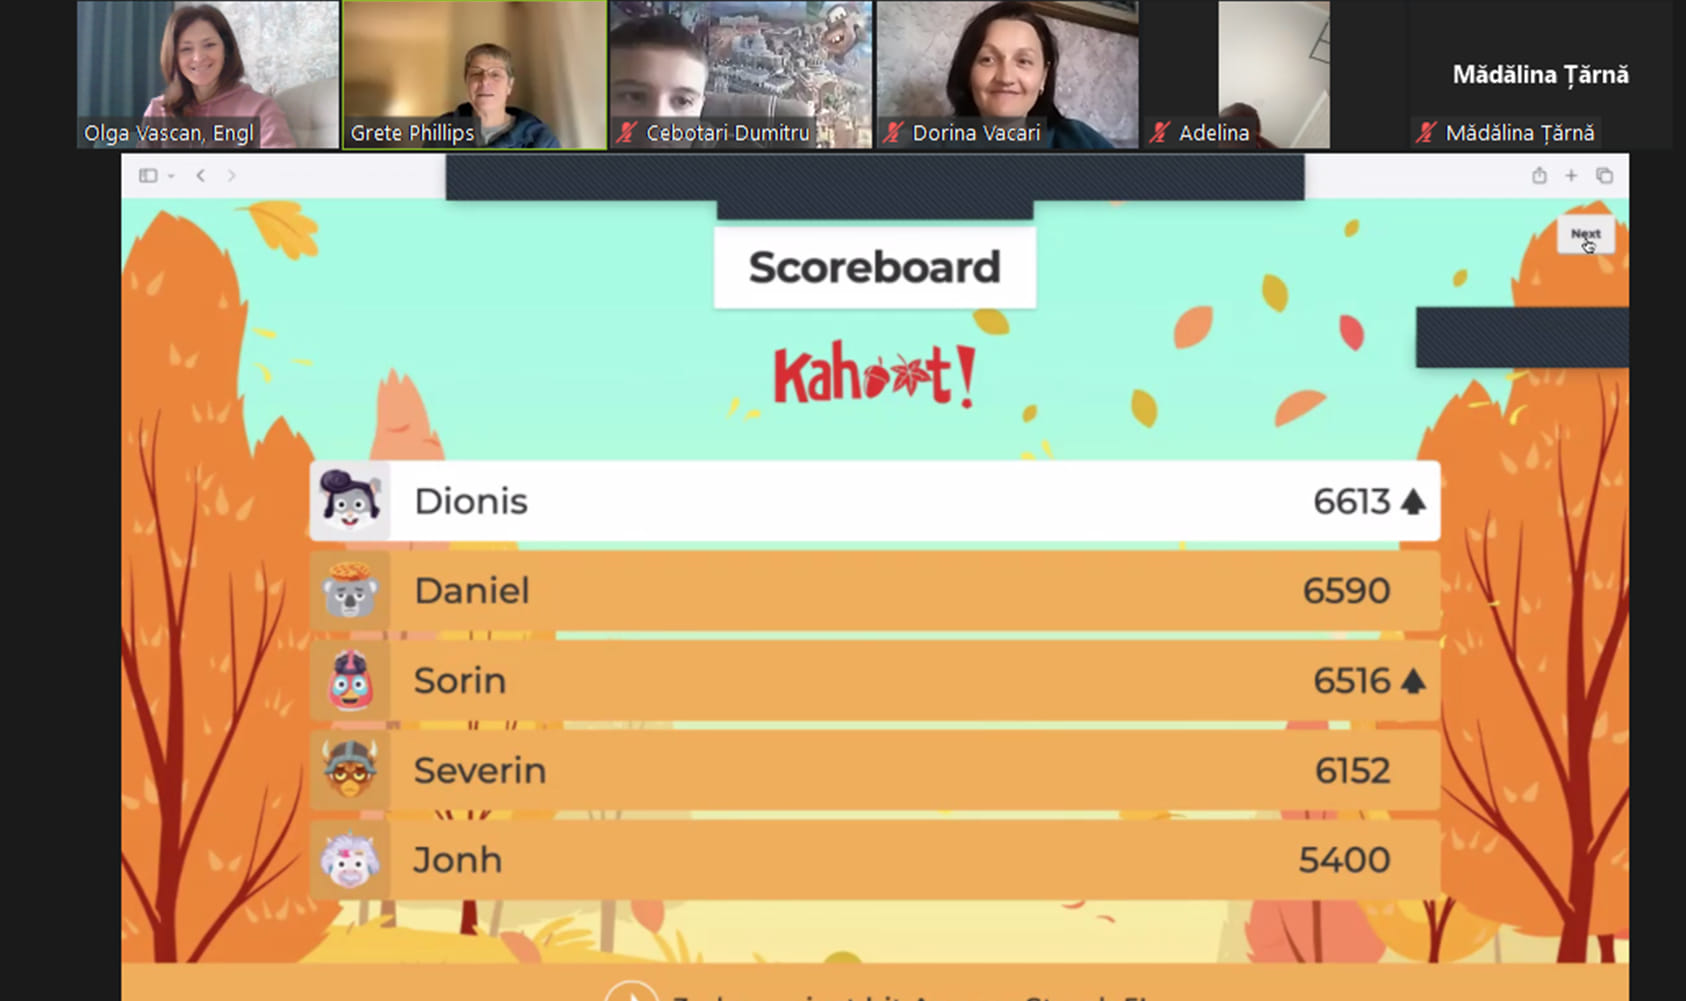 Mădălina Țărnă
Olga Vascan, Engl
Grete Phillips
Cebotari Dumitru
Dorina Vacari
Adelina
Mădălina Țărnă
Next
Scoreboard
Kahoot!
Dionis 6613
Daniel 6590
Sorin 6516
Severin 6152
Jonh 5400